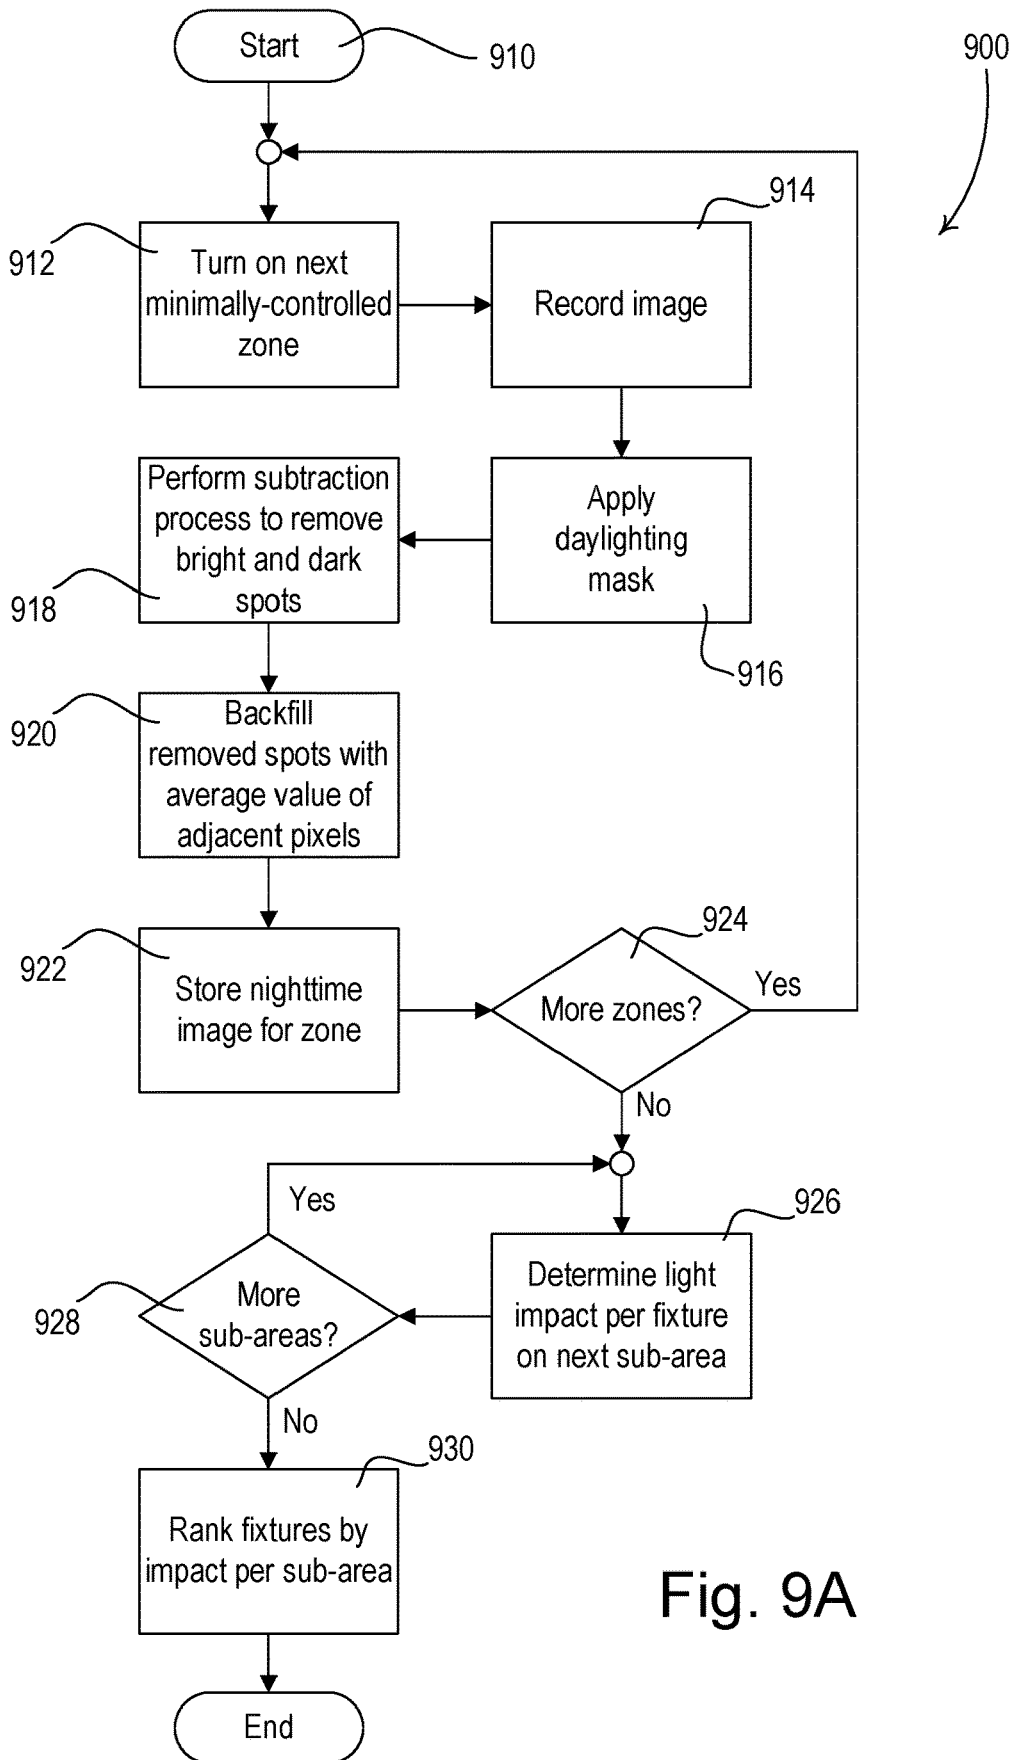 Start
910
900
912
Turn on next
minimally-controlled
zone
914
Record image
Perform subtraction
process to remove
bright and dark
spots
918
Apply
daylighting
mask
916
920
Backfill
removed spots with
average value of
adjacent pixels
922
Store nighttime
image for zone
924
More zones?
Yes
No
Yes
926
Determine light
impact per fixture
on next sub-area
928
More
sub-areas?
No
930
Rank fixtures by
impact per sub-area
Fig. 9A
End